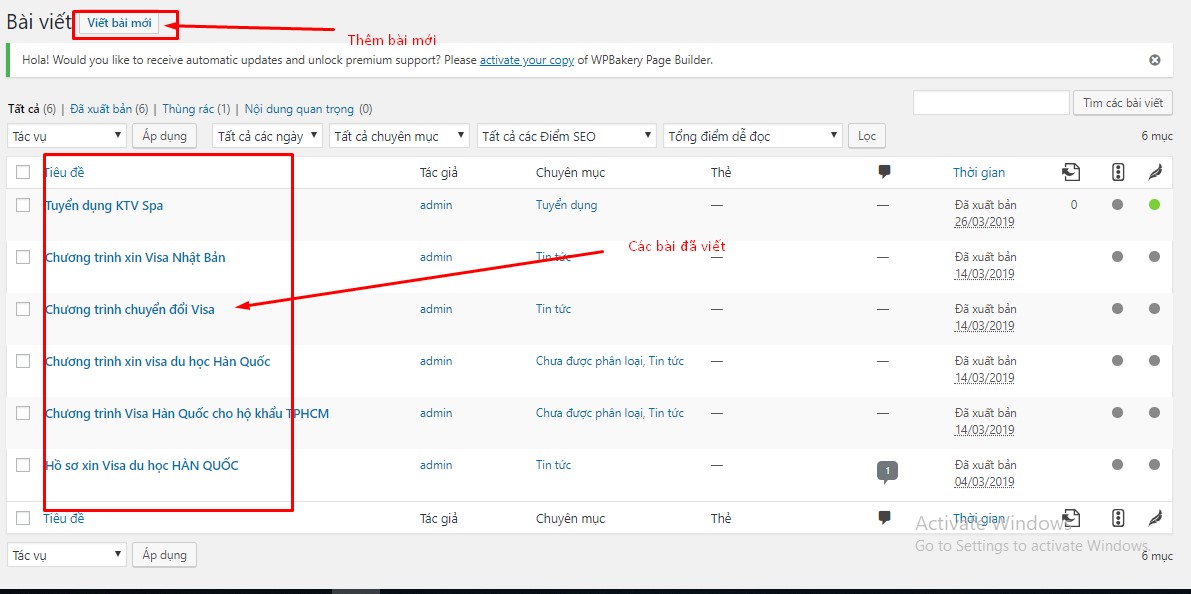 Bài viết Viết bài mới
Thêm bài mới
Hola! Would you like to receive automatic updates and unlock premium support? Please activate your copy of WPBakery Page Builder.
Tất cả (6) | Đã xuất bản (6) | Thùng rác (1) | Nội dung quan trọng (0)
Tìm các bài viết
Tác vụ Áp dụng Tất cả các ngày Tất cả chuyên mục Tất cả các Điểm SEO Tổng điểm dễ đọc Lọc 6 mục
Tiêu đề Tác giả Chuyên mục Thẻ Thời gian
Tuyển dụng KTV Spa admin Tuyển dụng — — Đã xuất bản 0
26/03/2019
Các bài đã viết
Chương trình xin Visa Nhật Bản admin Tin tức — — Đã xuất bản
14/03/2019
Chương trình chuyển đổi Visa admin Tin tức — — Đã xuất bản
14/03/2019
Chương trình xin visa du học Hàn Quốc admin Chưa được phân loại, Tin tức — — Đã xuất bản
14/03/2019
Chương trình Visa Hàn Quốc cho hộ khẩu TPHCM admin Chưa được phân loại, Tin tức — — Đã xuất bản
14/03/2019
Hồ sơ xin Visa du học HÀN QUỐC admin Tin tức — 1 Đã xuất bản
04/03/2019
Tiêu đề Tác giả Chuyên mục Thẻ Thời gian
Activate Windows
Go to Settings to activate Windows.
Tác vụ Áp dụng 6 mục